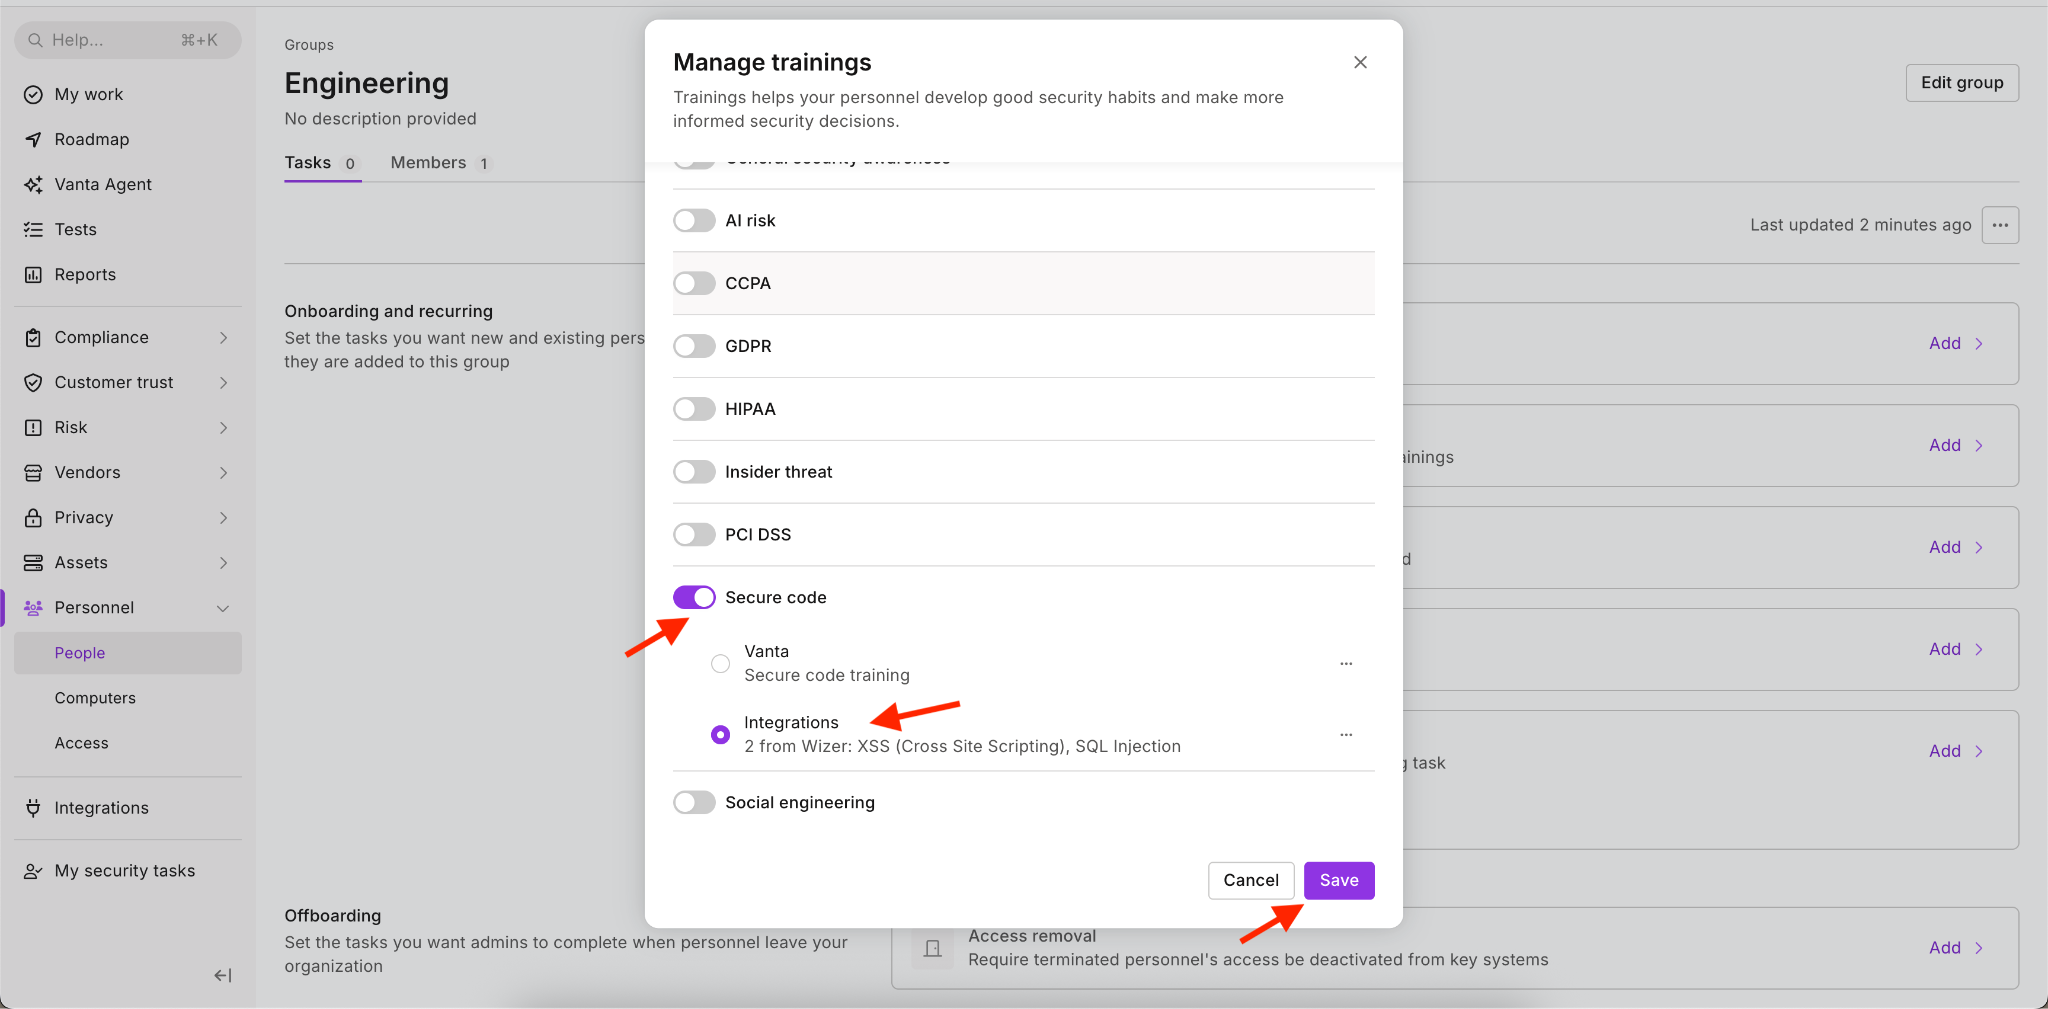 Help...
⌘+K
My work
Roadmap
Vanta Agent
Tests
Reports
Compliance
Customer trust
Risk
Vendors
Privacy
Assets
Personnel
People
Computers
Access
Integrations
My security tasks
Groups
Engineering
No description provided
Tasks 0
Members 1
Edit group
Last updated 2 minutes ago
Onboarding and recurring
Set the tasks you want new and existing pers
they are added to this group
Add
Add
ainings
Add
d
Add
Add
g task
Offboarding
Set the tasks you want admins to complete when personnel leave your
organization
Access removal
Require terminated personnel's access be deactivated from key systems
Add
Manage trainings
Trainings helps your personnel develop good security habits and make more
informed security decisions.
General security awareness
AI risk
CCPA
GDPR
HIPAA
Insider threat
PCI DSS
Secure code
Vanta
Secure code training
Integrations
2 from Wizer: XSS (Cross Site Scripting), SQL Injection
Social engineering
Cancel
Save